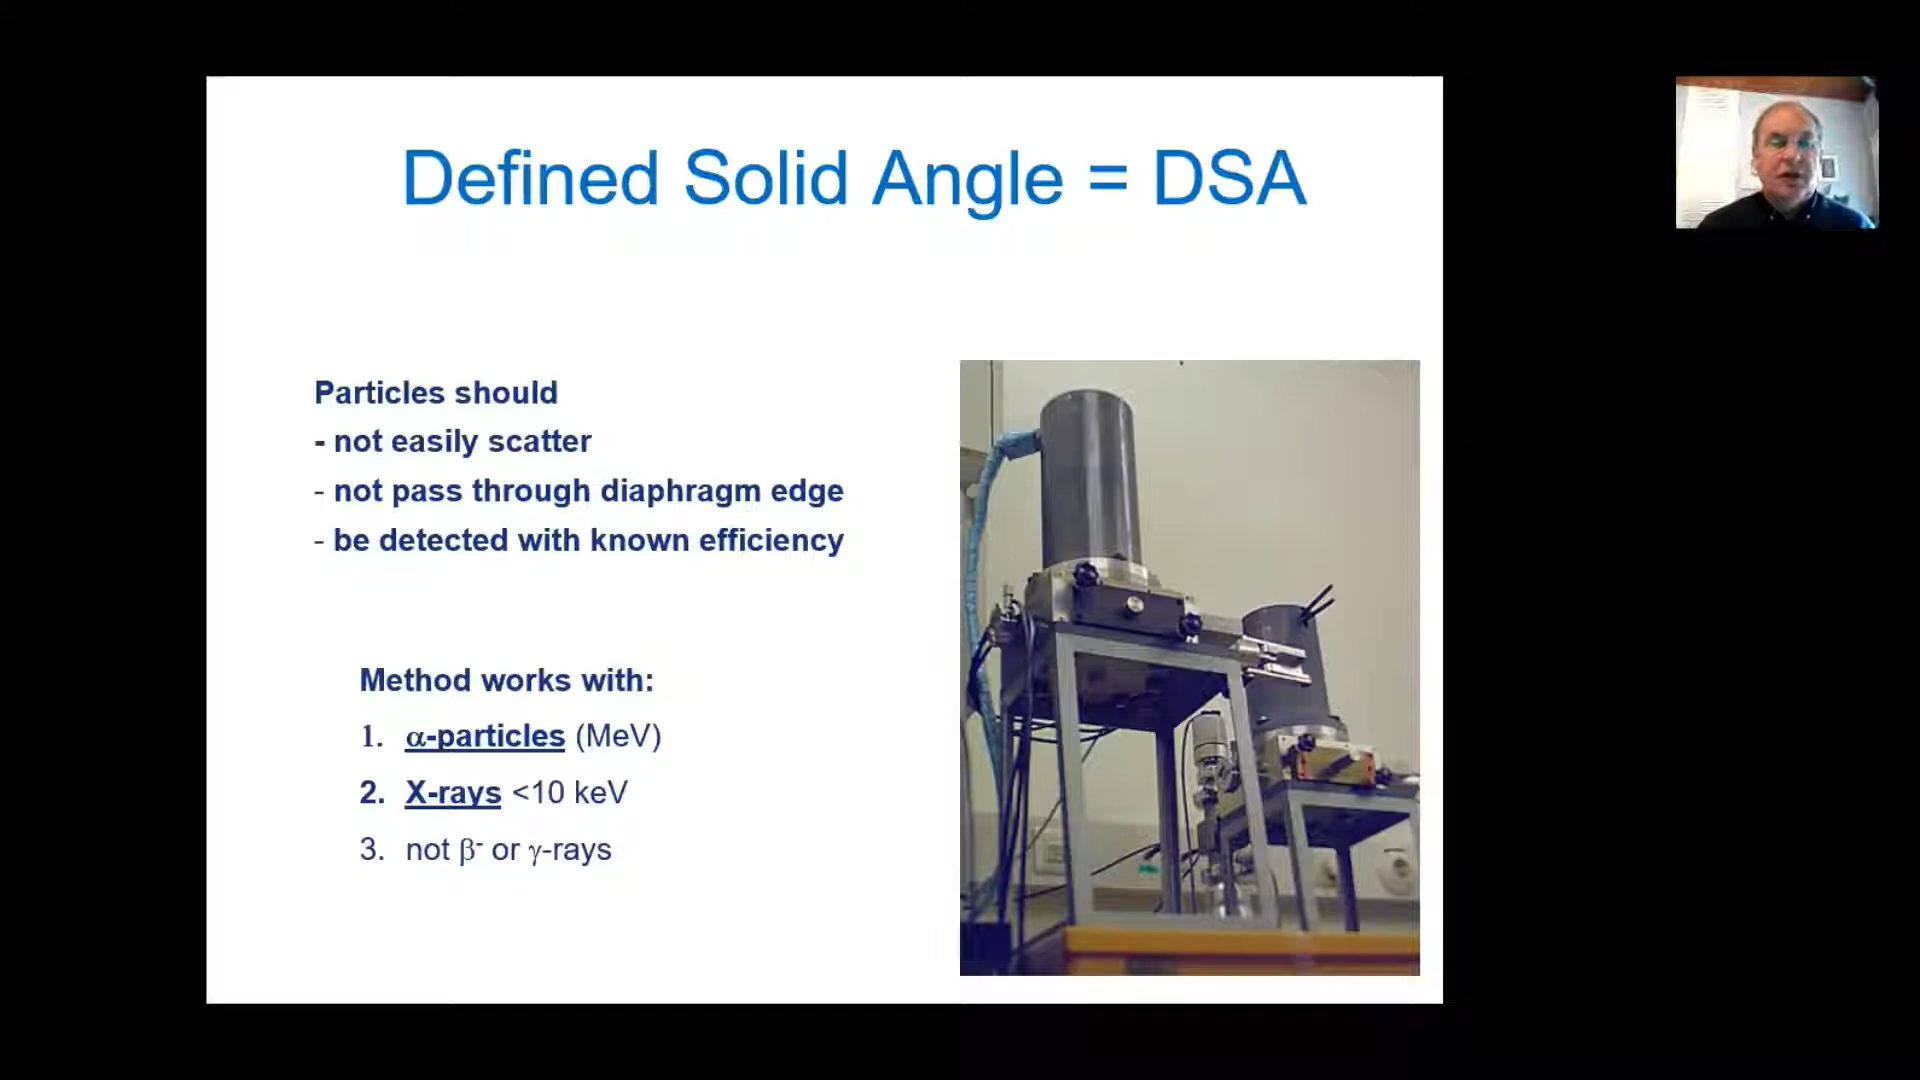 Defined Solid Angle = DSA
Particles should
- not easily scatter
- not pass through diaphragm edge
- be detected with known efficiency
Method works with:
1. α-particles (MeV)
2. X-rays <10 keV
3. not β⁻ or γ-rays